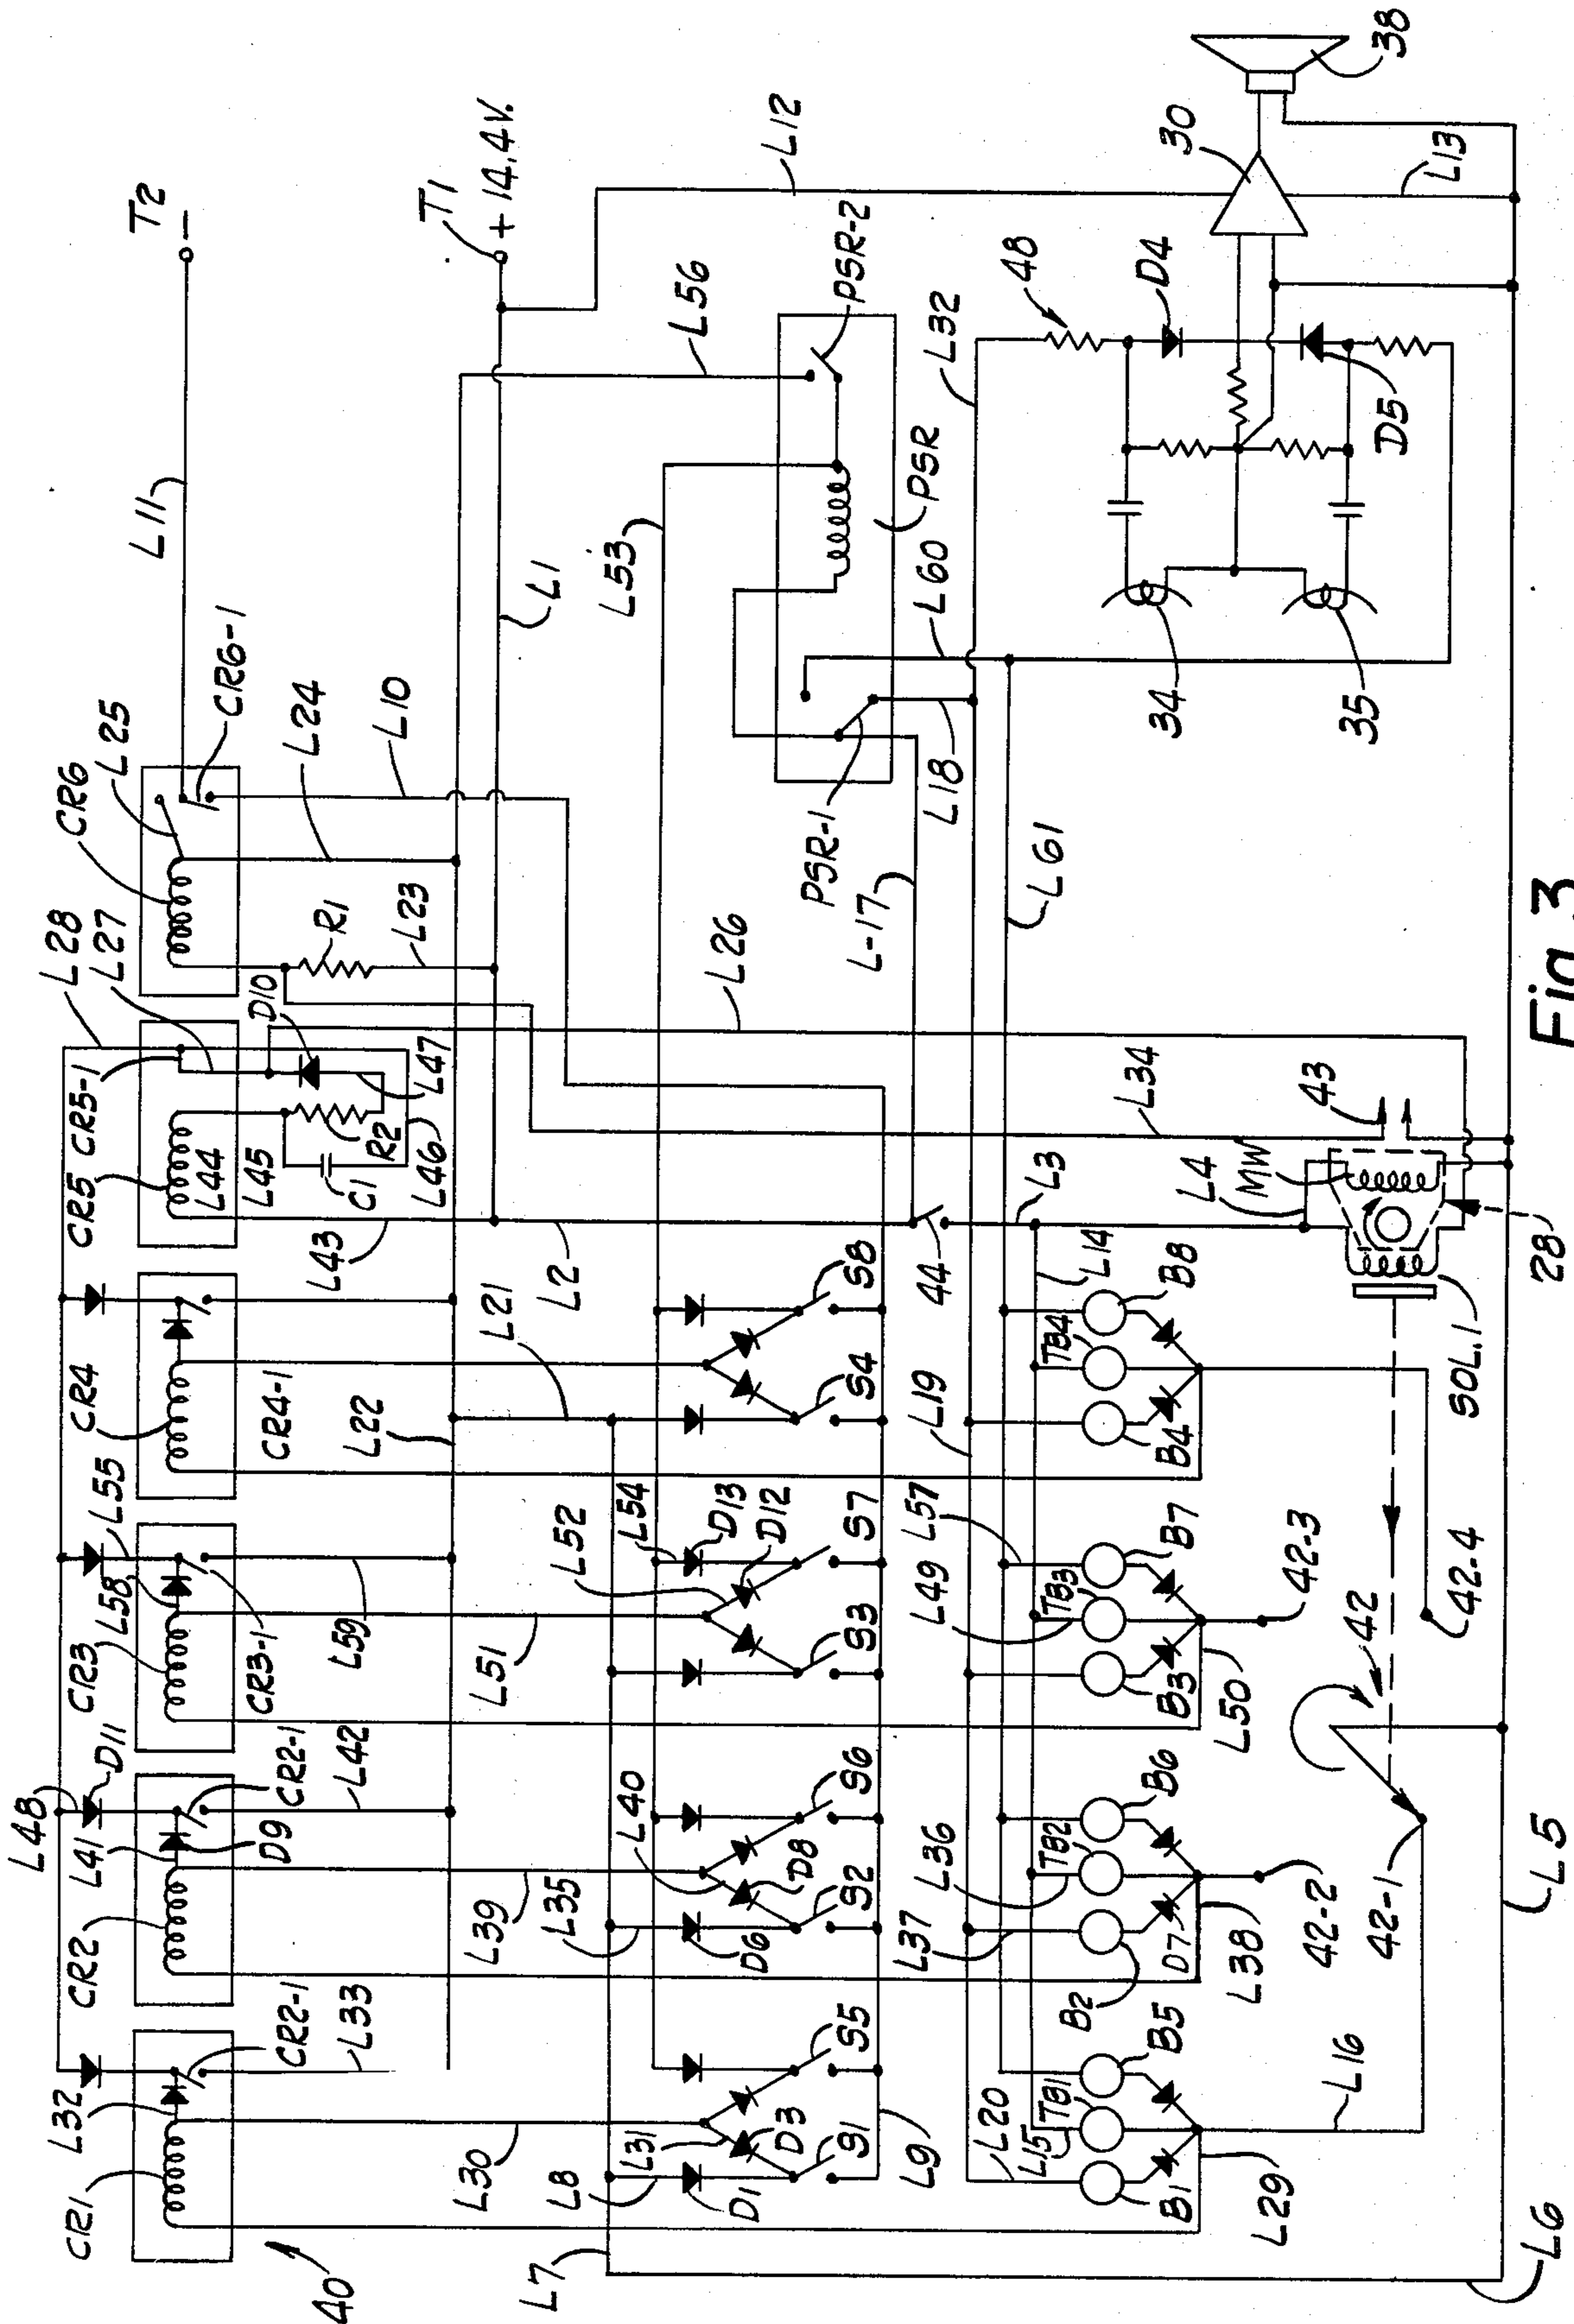 L11
T2
−
T1
+ 14.4V.
L12
L56
PSR-2
L53
PSR
L60
L1
L25
CR6
CR6-1
L24
L10
L28
L27
R1
L23
D10
CR5-1
CR5
L44
L45
L47
R2
C1
L46
L43
L2
L21
CR4
CR4-1
L22
L55
CR3
L58
CR3-1
L59
L51
D11
L48
L41
CR2
D9
CR2-1
L42
L39
L35
L32
CR1
CR2-1
L33
L30
40
L26
L-17
PSR-1
L18
L61
L32
48
D4
30
38
L13
D5
34
35
S8
S4
44
L3
L54
D13
D12
L52
S7
S3
L40
D8
D6
S6
S2
L31
L8
D3
D1
S5
S1
L9
L7
L19
L14
TB4
B8
B4
L57
L49
TB3
B7
B3
L50
42-3
L36
L37
TB2
B6
B2
D7
L38
42-2
L20
L15
TB1
B5
B1
L29
L16
L34
43
L4
MW
28
SOL.1
42
42-4
42-1
L5
L6
Fig. 3